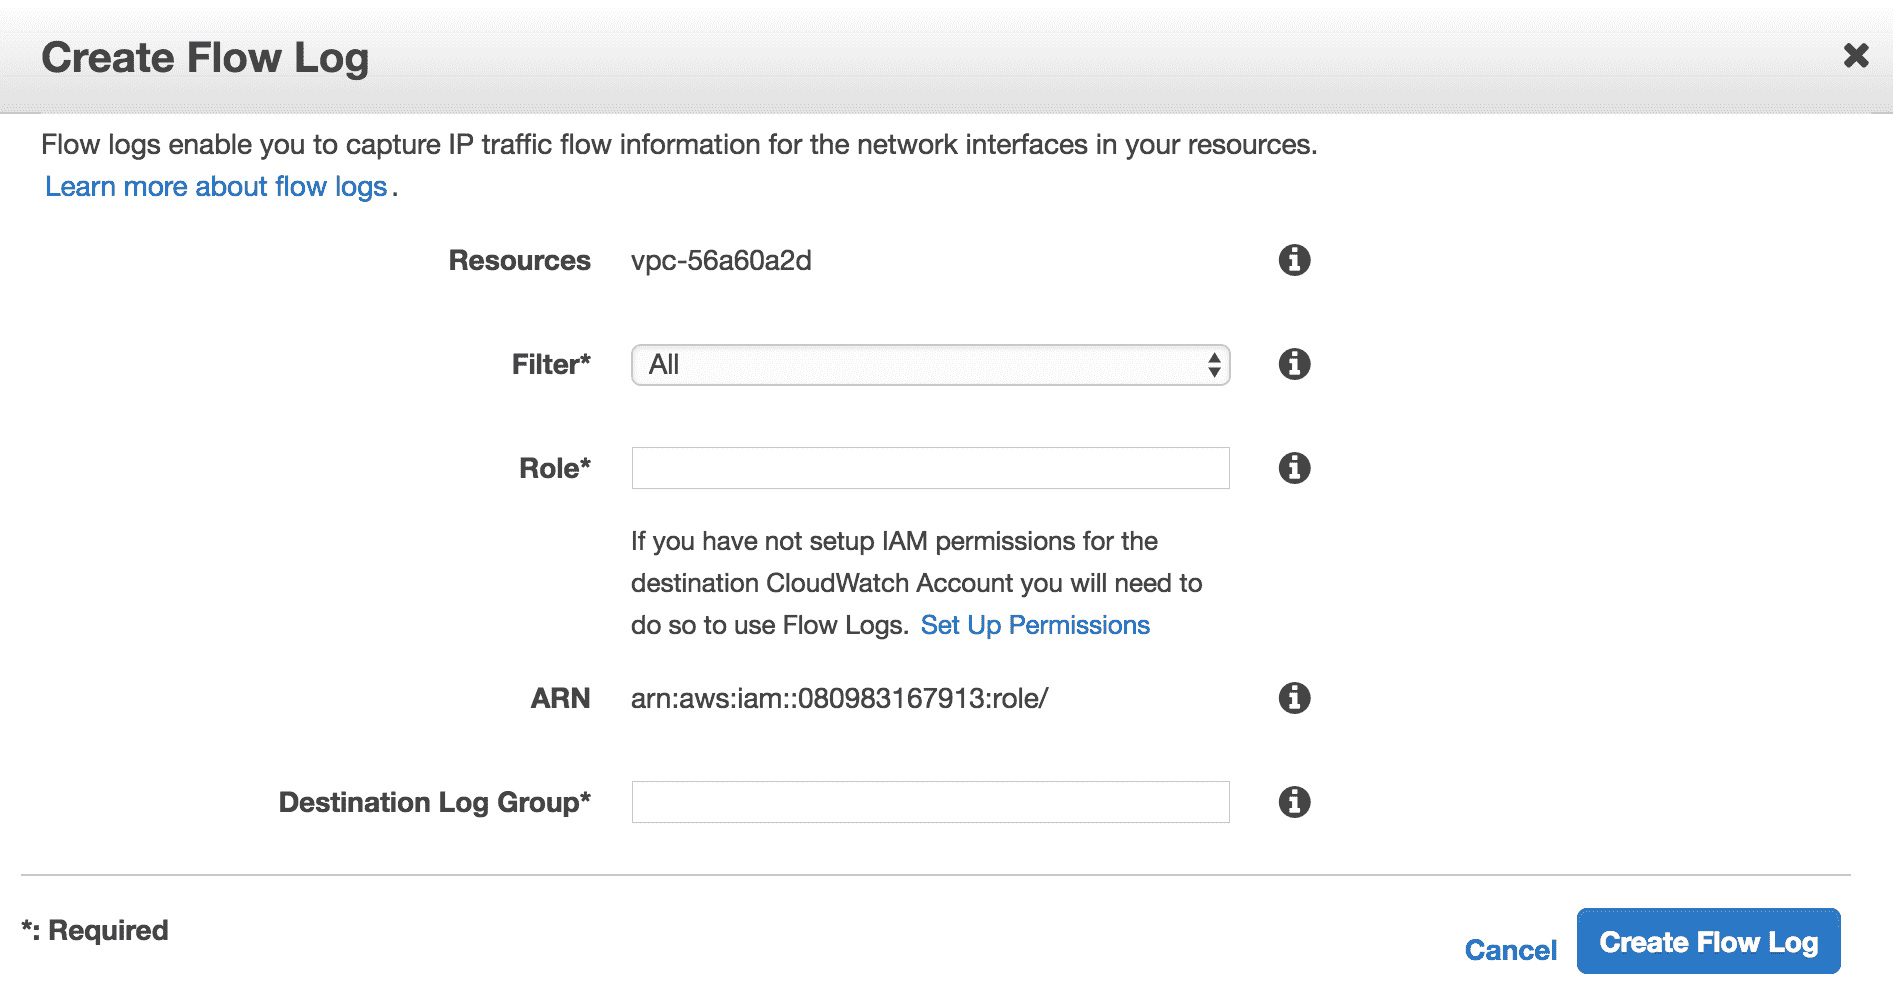 Create Flow Log
Flow logs enable you to capture IP traffic flow information for the network interfaces in your resources.
Learn more about flow logs.
Resources vpc-56a60a2d
Filter* All
Role*
If you have not setup IAM permissions for the
destination CloudWatch Account you will need to
do so to use Flow Logs. Set Up Permissions
ARN arn:aws:iam::080983167913:role/
Destination Log Group*
*: Required
Cancel Create Flow Log